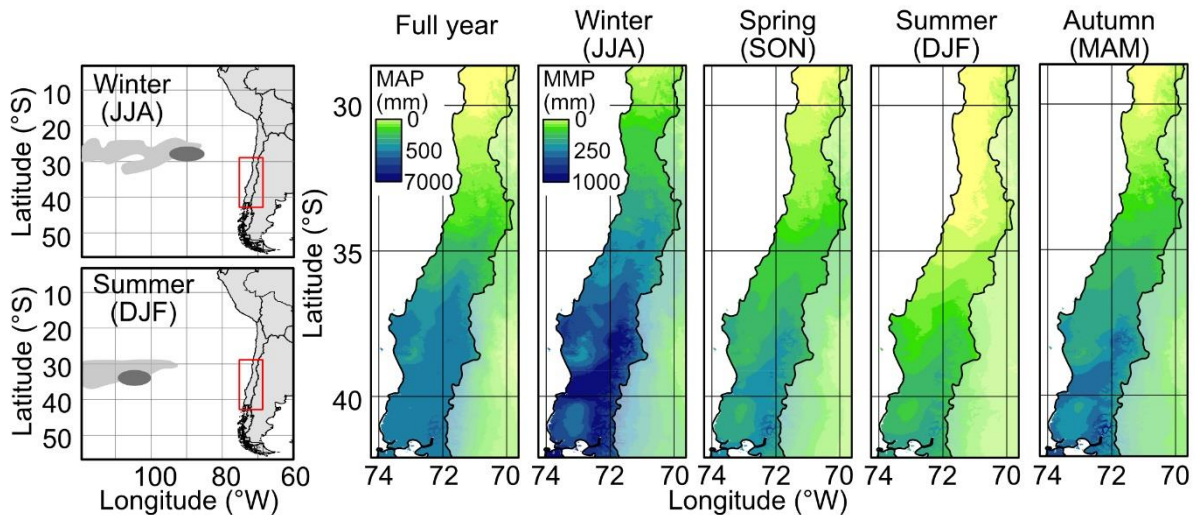 Full year
Winter
(JJA)
Spring
(SON)
Summer
(DJF)
Autumn
(MAM)
Winter
(JJA)
10
20
30
40
50
Latitude (°S)
Summer
(DJF)
10
20
30
40
50
Latitude (°S)
100
80
60
Longitude (°W)
MAP
(mm)
0
500
7000
MMP
(mm)
0
250
1000
30
35
40
Latitude (°S)
74
72
70
74
72
70
74
72
70
74
72
70
74
72
70
Longitude (°W)